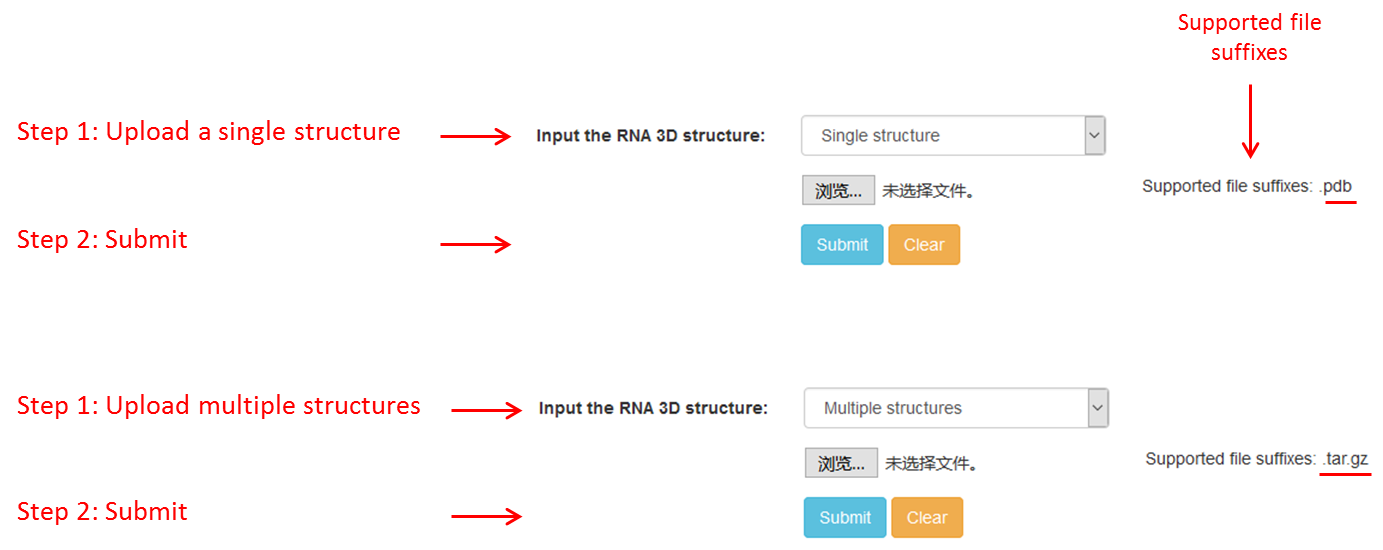 Supported file
suffixes
Step 1: Upload a single structure
Input the RNA 3D structure:
Single structure
浏览... 未选择文件。
Supported file suffixes: .pdb
Step 2: Submit
Submit
Clear
Step 1: Upload multiple structures
Input the RNA 3D structure:
Multiple structures
浏览... 未选择文件。
Supported file suffixes: .tar.gz
Step 2: Submit
Submit
Clear